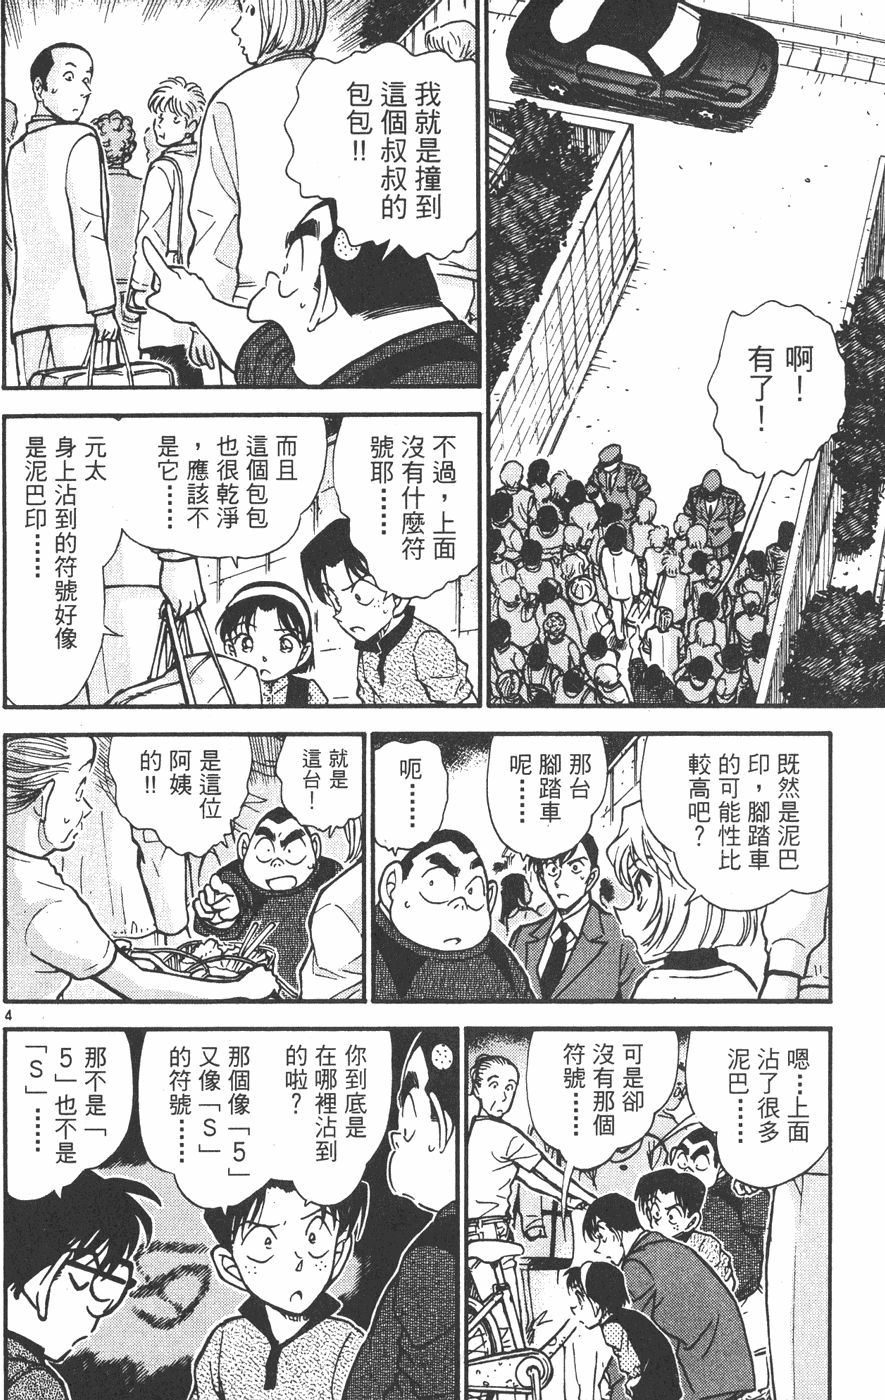 啊！
有了！
我就是撞到
這個叔叔的
包包!!
不過，上面
沒有什麼符
號耶……
而且
這個包包
也很乾淨
，應該不
是它……
元太
身上沾到的符號好像
是泥巴印……
既然是泥巴
印，腳踏車
的可能性比
較高吧？
那台
腳踏車
呢……
呃……
就是
這台！
是這位
阿姨
的!!
嗯…上面
沾了很多
泥巴……
可是卻
沒有那個
符號……
你到底是
在哪裡沾到
的啦？
那個像「5」
又像「S」
的符號……
那不是「
5」也不是
「S」……
4